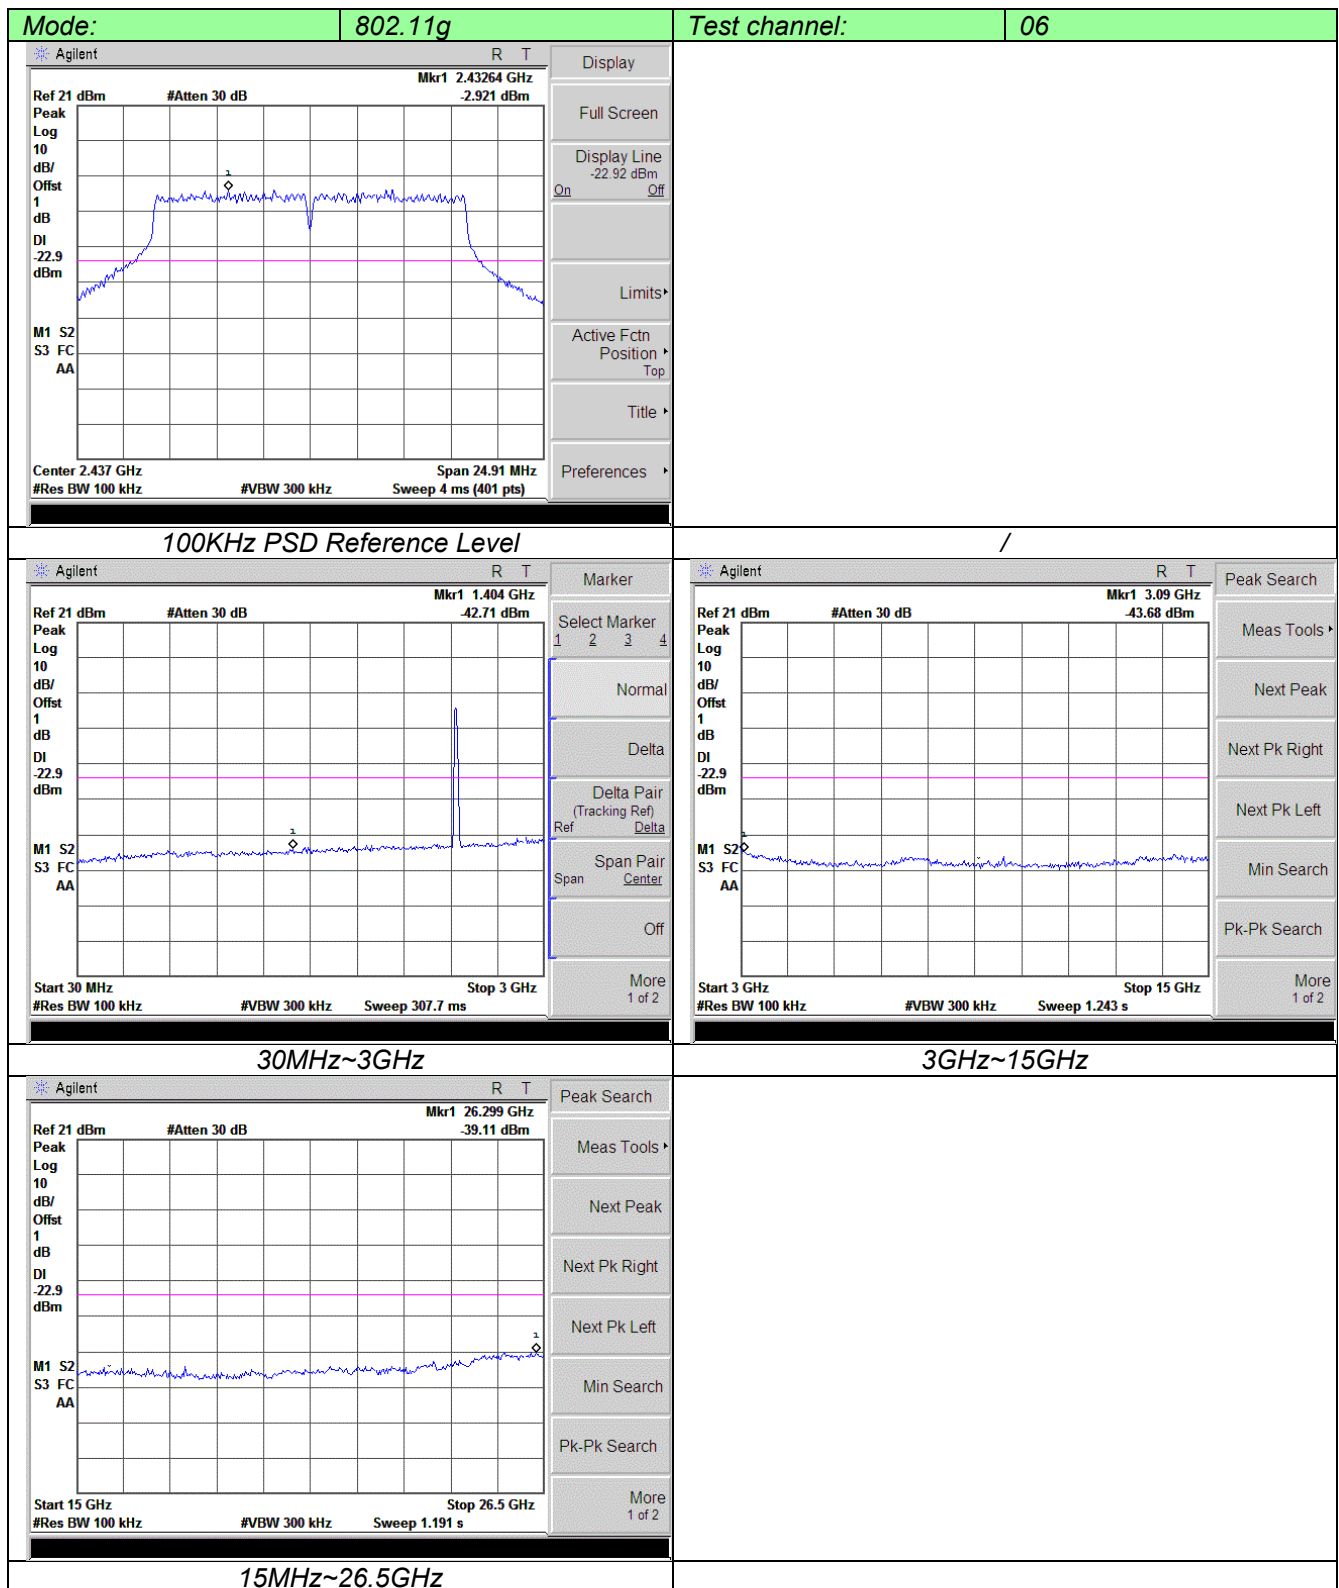 Mode: 802.11g Test channel: 06
Agilent R T
Mkr1 2.43264 GHz
Ref 21 dBm #Atten 30 dB -2.921 dBm
Peak
Log
10
dB/
Offst
1
dB
DI
-22.9
dBm
M1 S2
S3 FC
AA
1
Center 2.437 GHz Span 24.91 MHz
#Res BW 100 kHz #VBW 300 kHz Sweep 4 ms (401 pts)
Display
Full Screen
Display Line
-22.92 dBm
On Off
Limits
Active Fctn
Position
Top
Title
Preferences
100KHz PSD Reference Level /
Agilent R T
Mkr1 1.404 GHz
Ref 21 dBm #Atten 30 dB -42.71 dBm
Peak
Log
10
dB/
Offst
1
dB
DI
-22.9
dBm
M1 S2
S3 FC
AA
1
Start 30 MHz Stop 3 GHz
#Res BW 100 kHz #VBW 300 kHz Sweep 307.7 ms
Marker
Select Marker
1 2 3 4
Normal
Delta
Delta Pair
(Tracking Ref)
Ref Delta
Span Pair
Span Center
Off
More
1 of 2
Agilent R T
Mkr1 3.09 GHz
Ref 21 dBm #Atten 30 dB -43.68 dBm
Peak
Log
10
dB/
Offst
1
dB
DI
-22.9
dBm
M1 S2
S3 FC
AA
1
Start 3 GHz Stop 15 GHz
#Res BW 100 kHz #VBW 300 kHz Sweep 1.243 s
Peak Search
Meas Tools
Next Peak
Next Pk Right
Next Pk Left
Min Search
Pk-Pk Search
More
1 of 2
30MHz~3GHz 3GHz~15GHz
Agilent R T
Mkr1 26.299 GHz
Ref 21 dBm #Atten 30 dB -39.11 dBm
Peak
Log
10
dB/
Offst
1
dB
DI
-22.9
dBm
M1 S2
S3 FC
AA
1
Start 15 GHz Stop 26.5 GHz
#Res BW 100 kHz #VBW 300 kHz Sweep 1.191 s
Peak Search
Meas Tools
Next Peak
Next Pk Right
Next Pk Left
Min Search
Pk-Pk Search
More
1 of 2
15MHz~26.5GHz